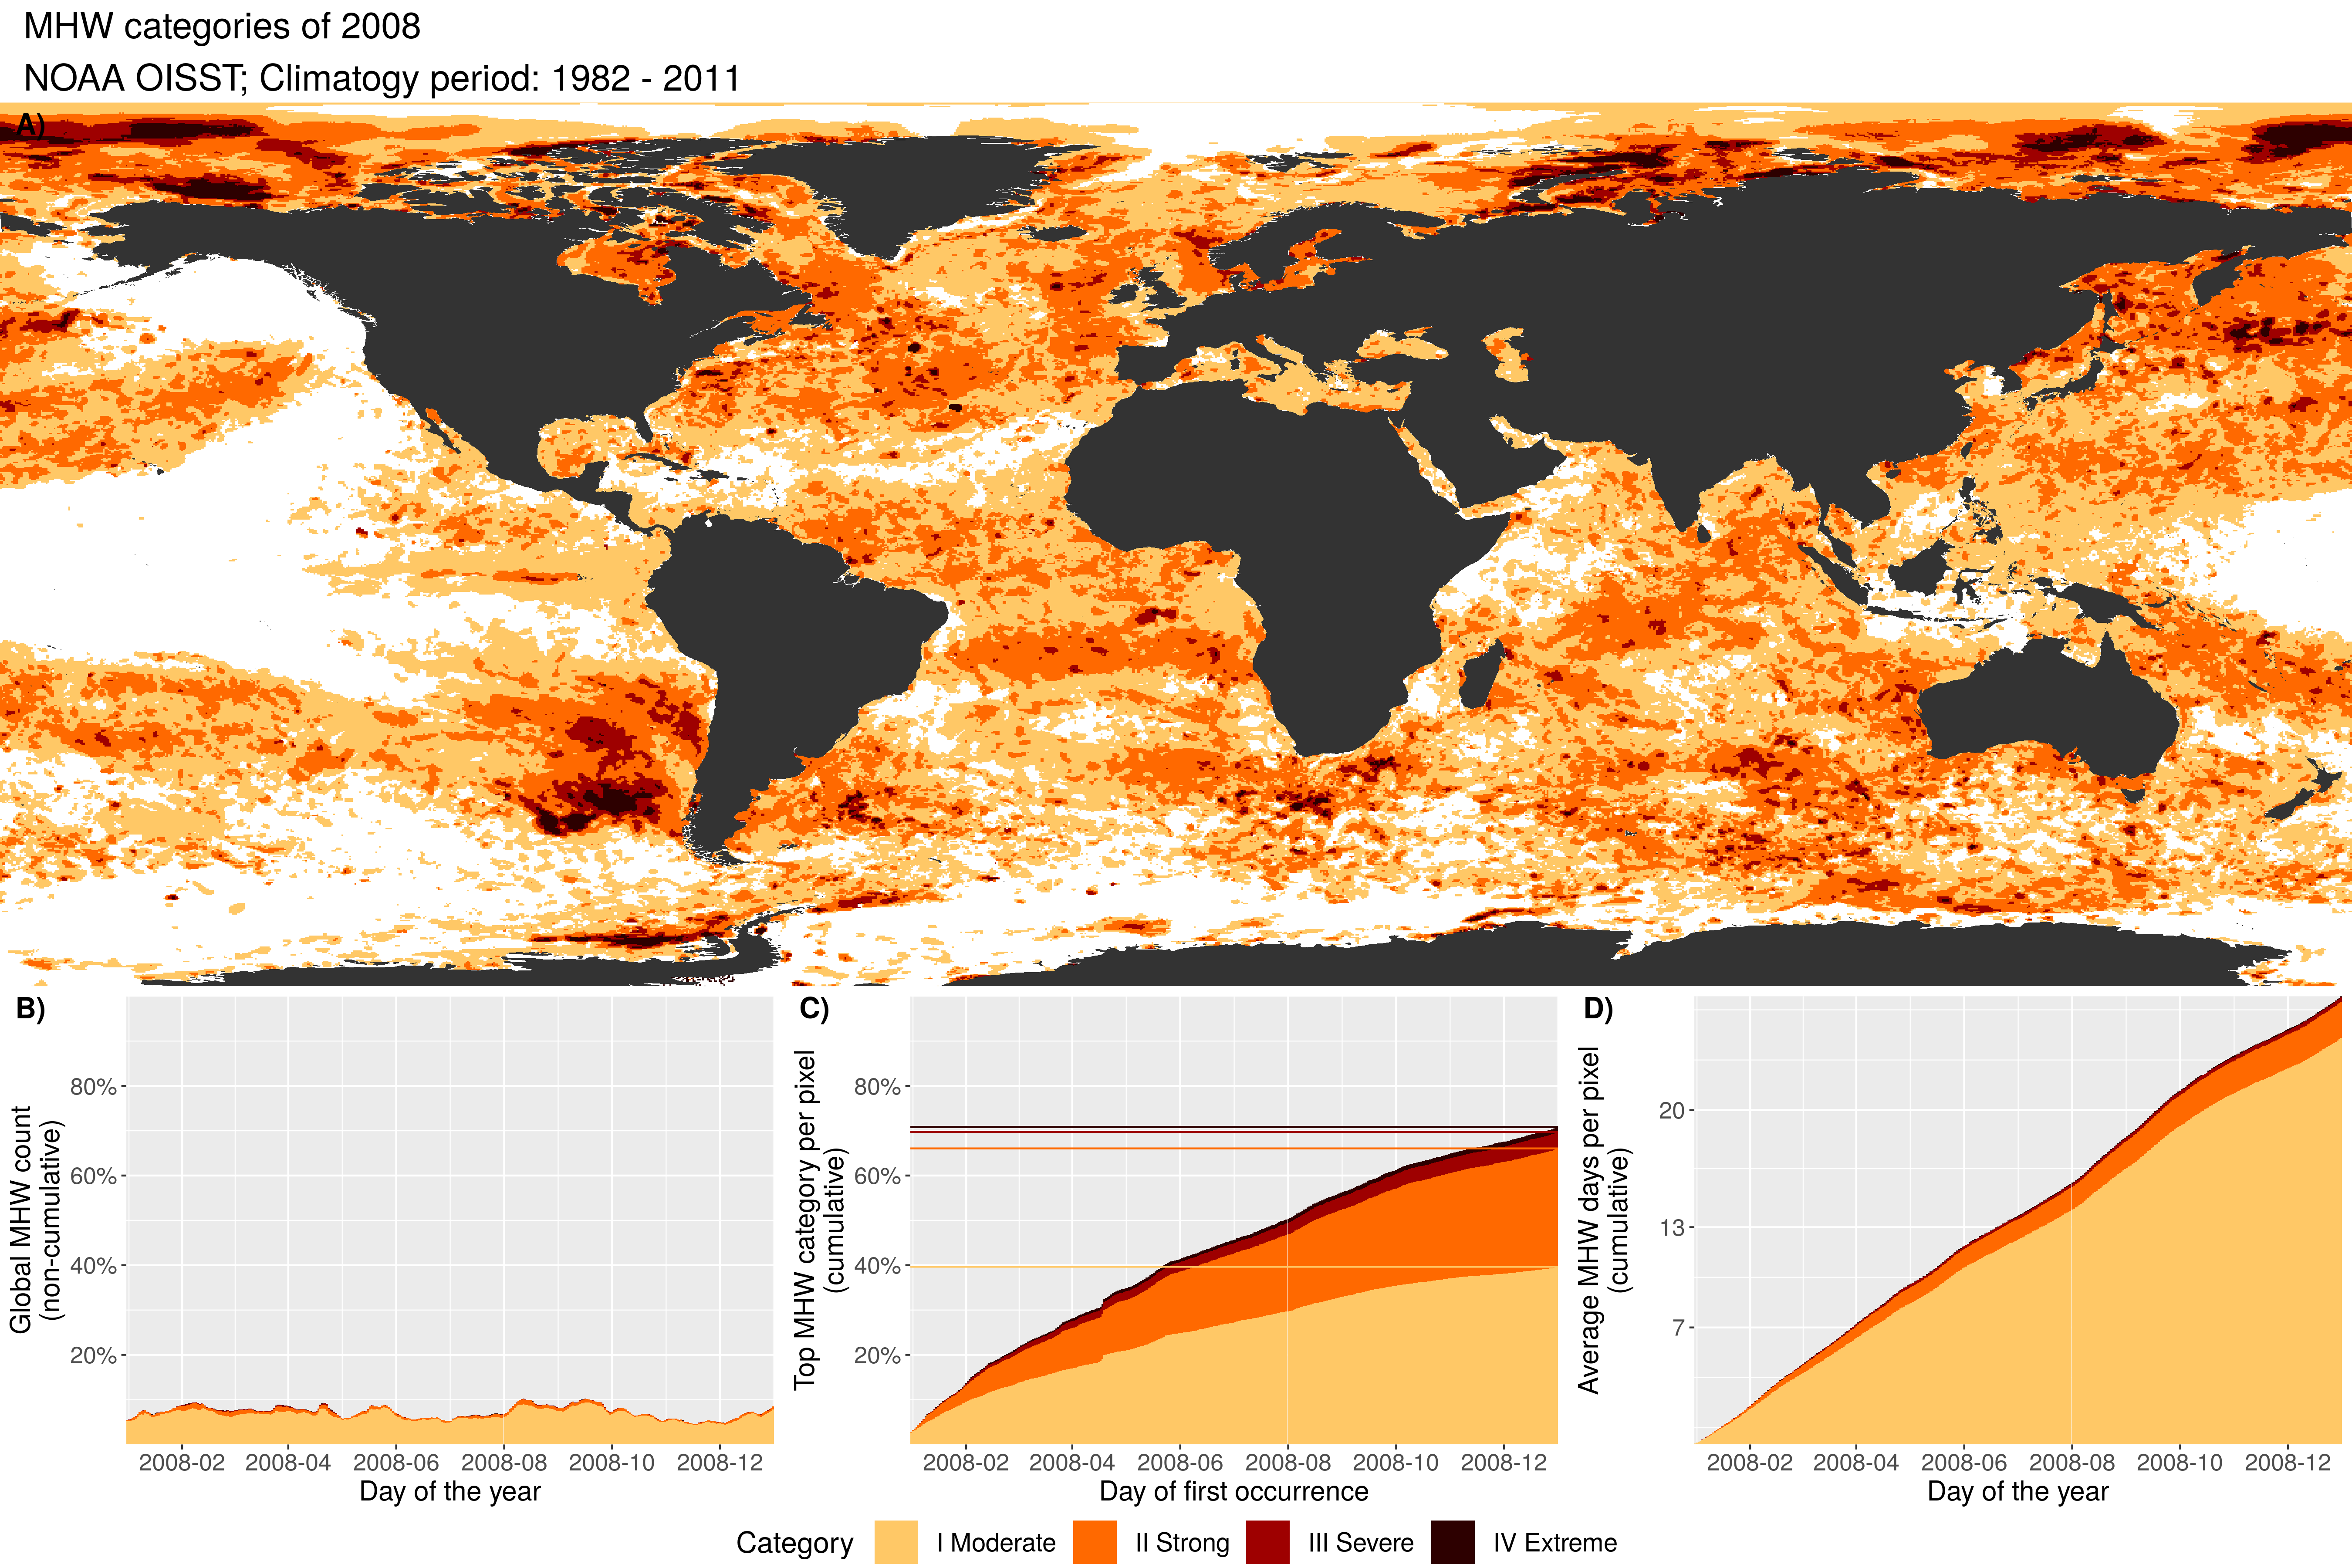 MHW categories of 2008
NOAA OISST; Climatogy period: 1982 - 2011
A)
B)
Global MHW count
(non-cumulative)
80%
60%
40%
20%
2008-02 2008-04 2008-06 2008-08 2008-10 2008-12
Day of the year
C)
Top MHW category per pixel
(cumulative)
80%
60%
40%
20%
2008-02 2008-04 2008-06 2008-08 2008-10 2008-12
Day of first occurrence
D)
Average MHW days per pixel
(cumulative)
20
13
7
2008-02 2008-04 2008-06 2008-08 2008-10 2008-12
Day of the year
Category I Moderate II Strong III Severe IV Extreme